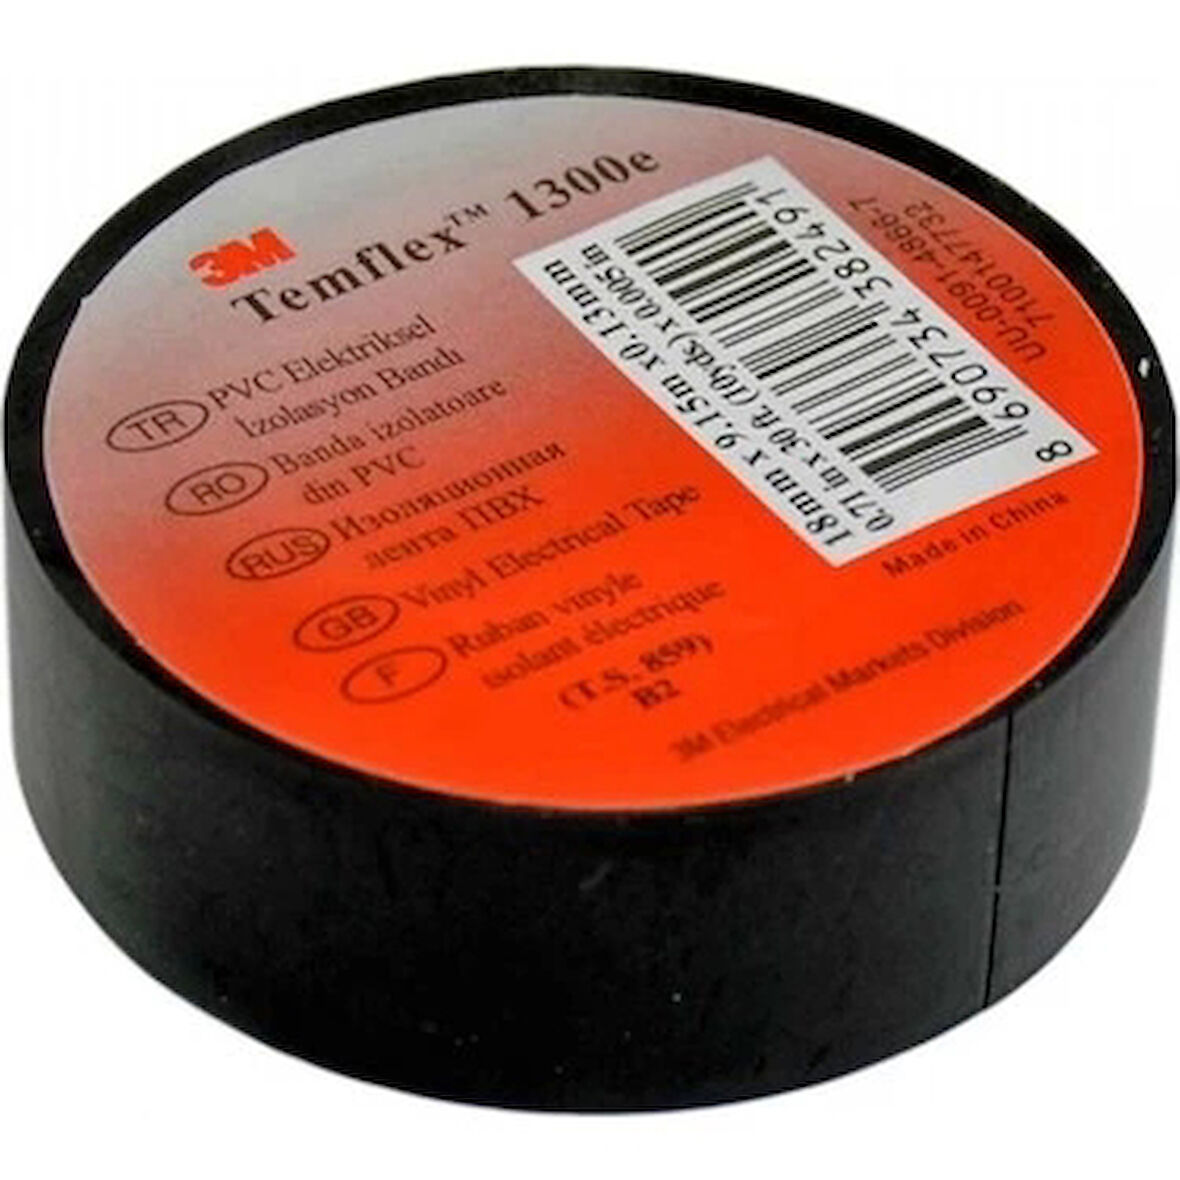 3M
Temflex™ 1300e
TR PVC Elektriksel
İzolasyon Bandı
RO Banda izolatoare
din PVC
RUS Изоляционная
лента ПВХ
GB Vinyl Electrical Tape
F Ruban vinyle
isolant électrique
(T.S. 859)
B2
18mm x 9.15m x0.13mm
0.71 in x 30 ft. (10yds.) x 0.005 in
8 690734 382491
UU-0091-4866-7
7100147732
Made in China
3M Electrical Markets Division